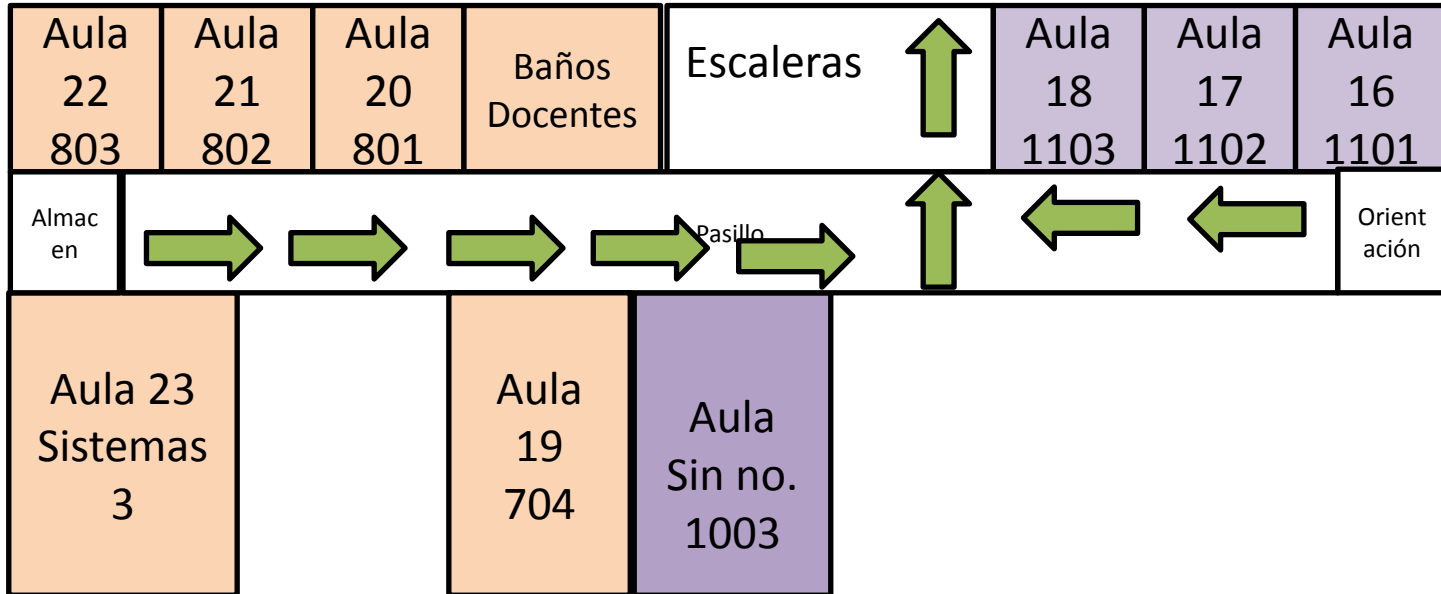 Aula
22
803
Aula
21
802
Aula
20
801
Baños
Docentes
Escaleras
Aula
18
1103
Aula
17
1102
Aula
16
1101
Almac
en
Pasillo
Orient
ación
Aula 23
Sistemas
3
Aula
19
704
Aula
Sin no.
1003